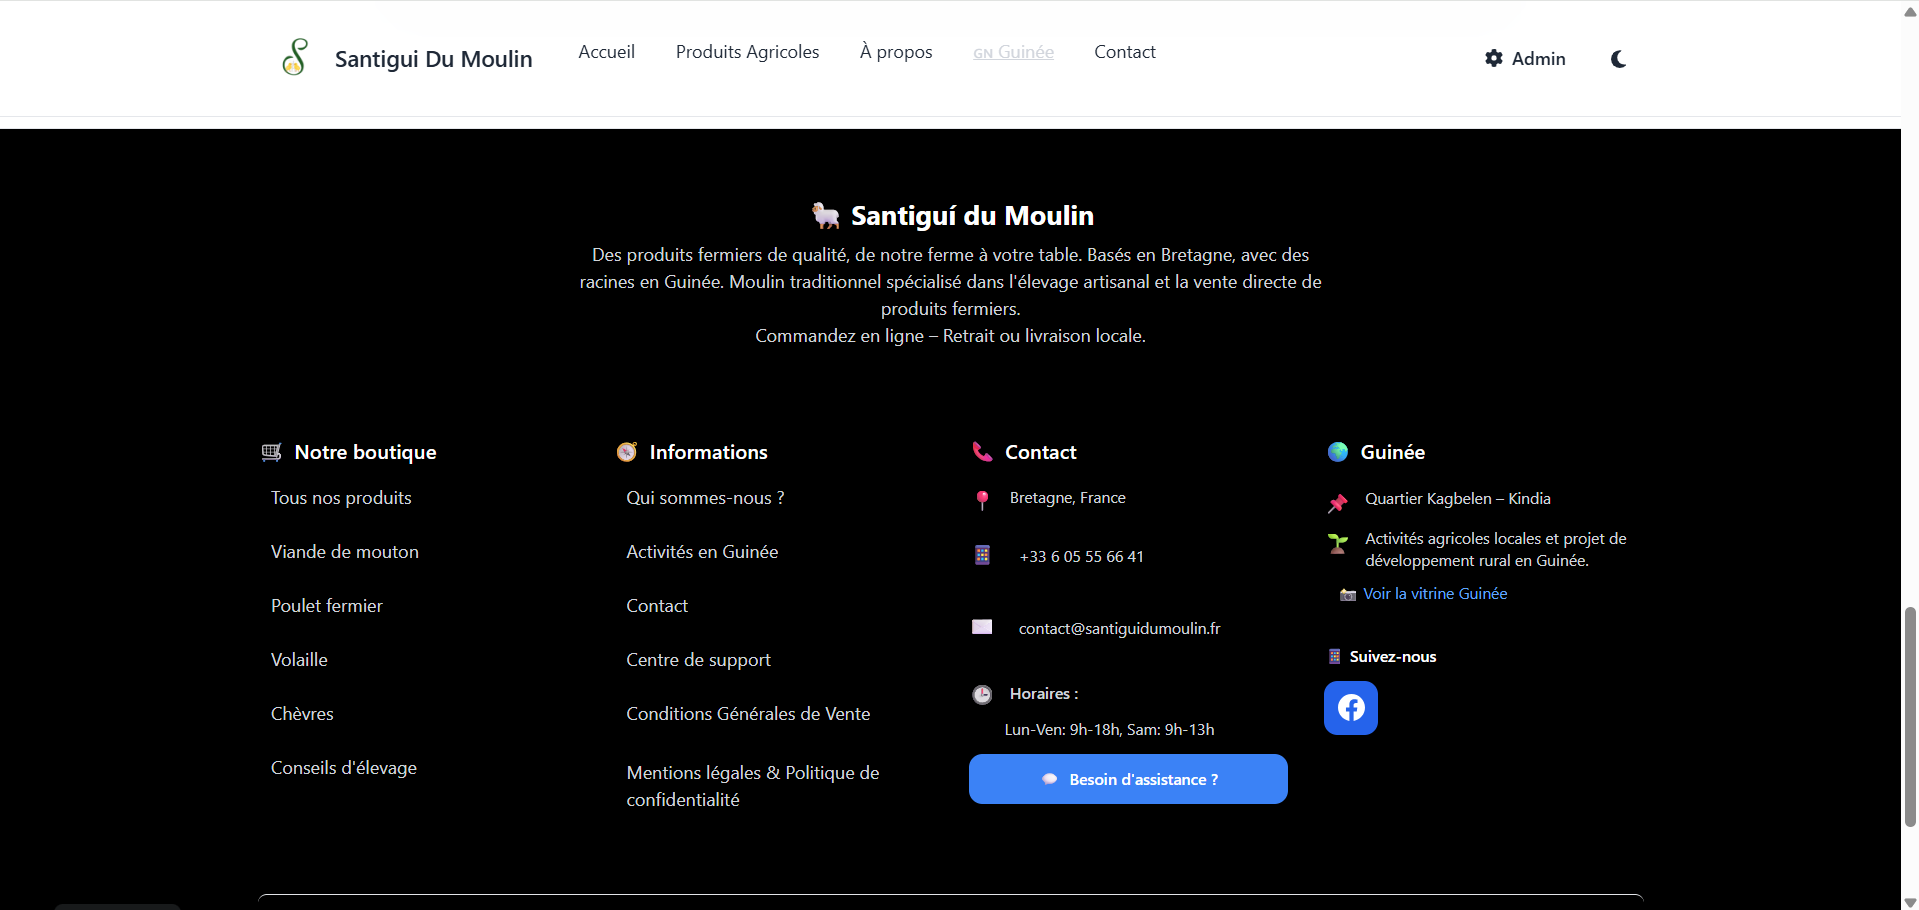 Santigui Du Moulin
Accueil
Produits Agricoles
À propos
GN Guinée
Contact
Admin
Santiguí du Moulin
Des produits fermiers de qualité, de notre ferme à votre table. Basés en Bretagne, avec des
racines en Guinée. Moulin traditionnel spécialisé dans l'élevage artisanal et la vente directe de
produits fermiers.
Commandez en ligne – Retrait ou livraison locale.
Notre boutique
Tous nos produits
Viande de mouton
Poulet fermier
Volaille
Chèvres
Conseils d'élevage
Informations
Qui sommes-nous ?
Activités en Guinée
Contact
Centre de support
Conditions Générales de Vente
Mentions légales & Politique de
confidentialité
Contact
Bretagne, France
+33 6 05 55 66 41
contact@santiguidumoulin.fr
Horaires :
Lun-Ven: 9h-18h, Sam: 9h-13h
Besoin d'assistance ?
Guinée
Quartier Kagbelen – Kindia
Activités agricoles locales et projet de
développement rural en Guinée.
Voir la vitrine Guinée
Suivez-nous